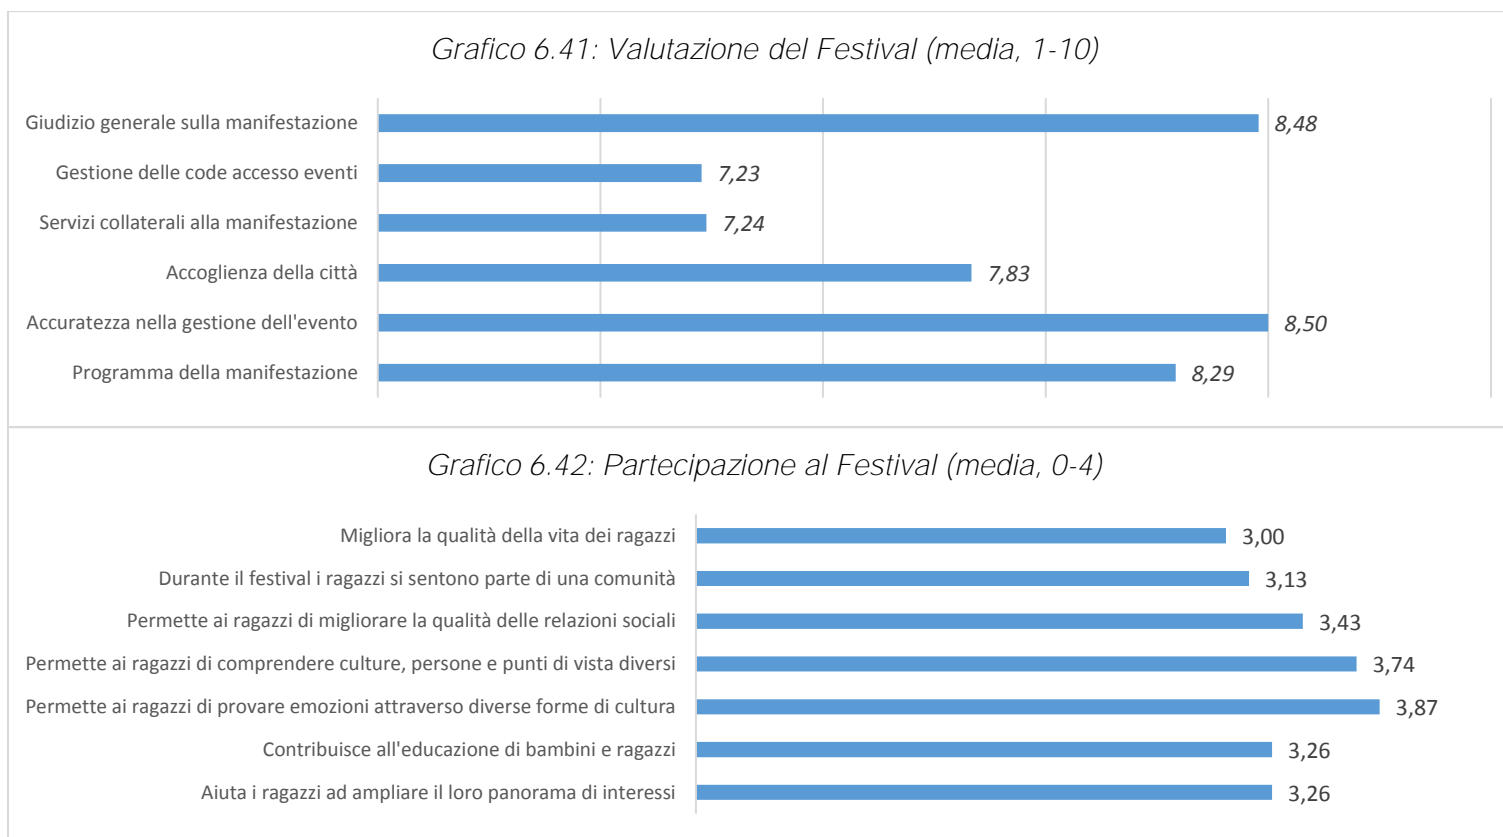 Grafico 6.41: Valutazione del Festival (media, 1-10)
Giudizio generale sulla manifestazione 8,48
Gestione delle code accesso eventi 7,23
Servizi collaterali alla manifestazione 7,24
Accoglienza della città 7,83
Accuratezza nella gestione dell'evento 8,50
Programma della manifestazione 8,29
Grafico 6.42: Partecipazione al Festival (media, 0-4)
Migliora la qualità della vita dei ragazzi 3,00
Durante il festival i ragazzi si sentono parte di una comunità 3,13
Permette ai ragazzi di migliorare la qualità delle relazioni sociali 3,43
Permette ai ragazzi di comprendere culture, persone e punti di vista diversi 3,74
Permette ai ragazzi di provare emozioni attraverso diverse forme di cultura 3,87
Contribuisce all'educazione di bambini e ragazzi 3,26
Aiuta i ragazzi ad ampliare il loro panorama di interessi 3,26